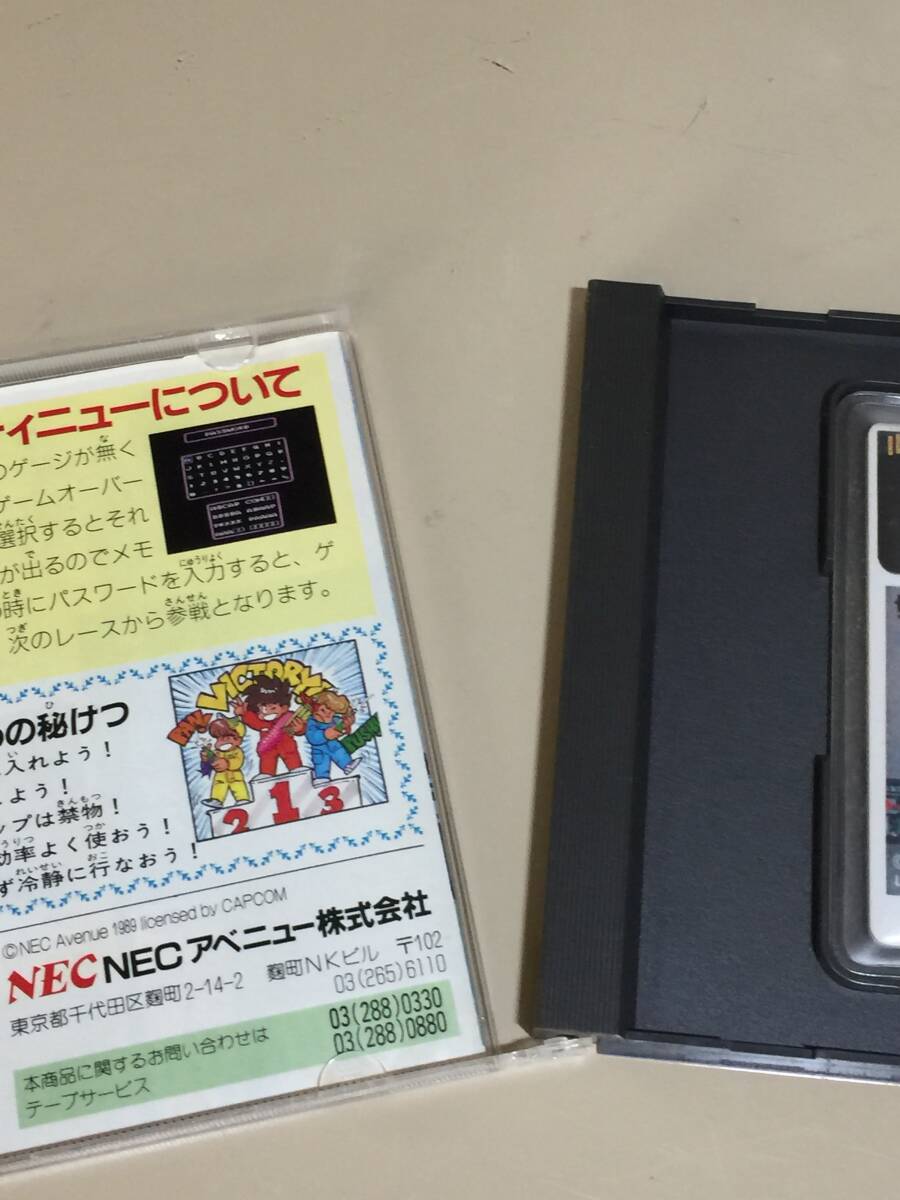 ティニューについて
のゲージが無く
ゲームオーバー
選択するとそれ
が出るのでメモ
時にパスワードを入力すると、ゲ
次のレースから参戦となります。
PASSWORD
の秘けつ
入れよう!
よう!
ップは禁物!
効率よく使おう!
ず冷静に行なおう!
VICTORY
2 1 3
©NEC Avenue 1989 licensed by CAPCOM
NEC NECアベニュー株式会社
東京都千代田区麹町2-14-2 麹町NKビル 〒102
03(265)6110
本商品に関するお問い合わせは 03(288)0330
テープサービス 03(288)0880